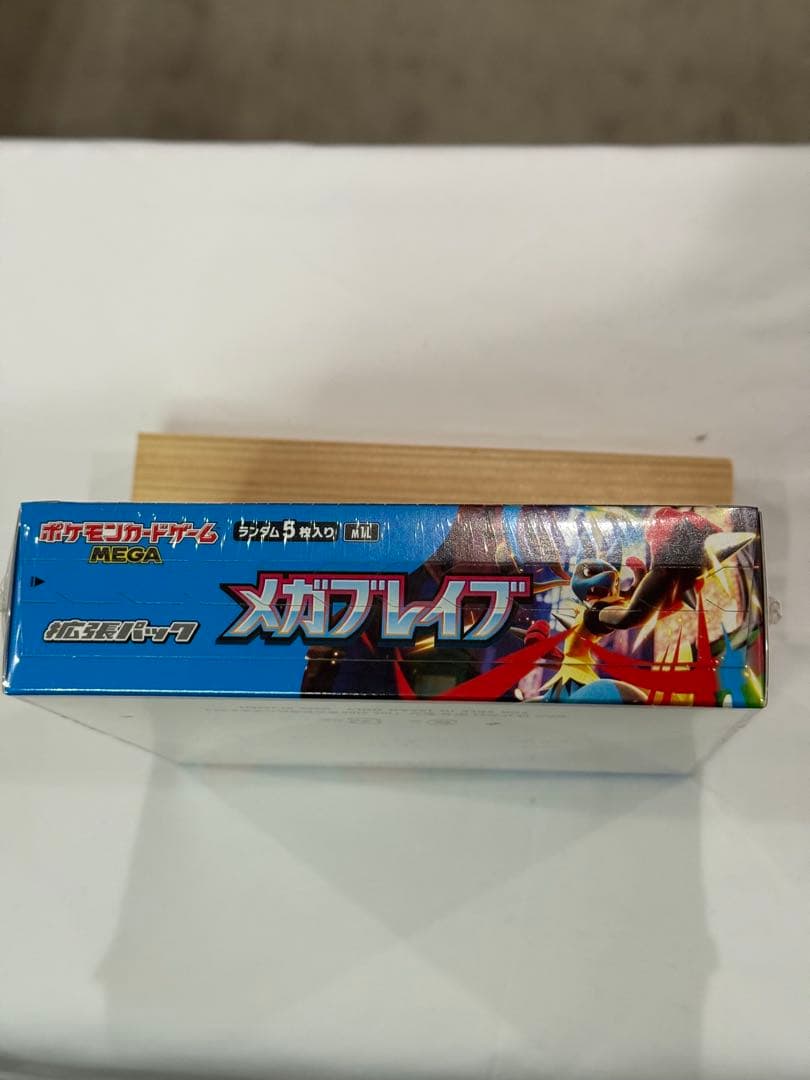 ポケモンカードゲーム
MEGA
ランダム5枚入り
M1L
拡張パック
メガブレイブ